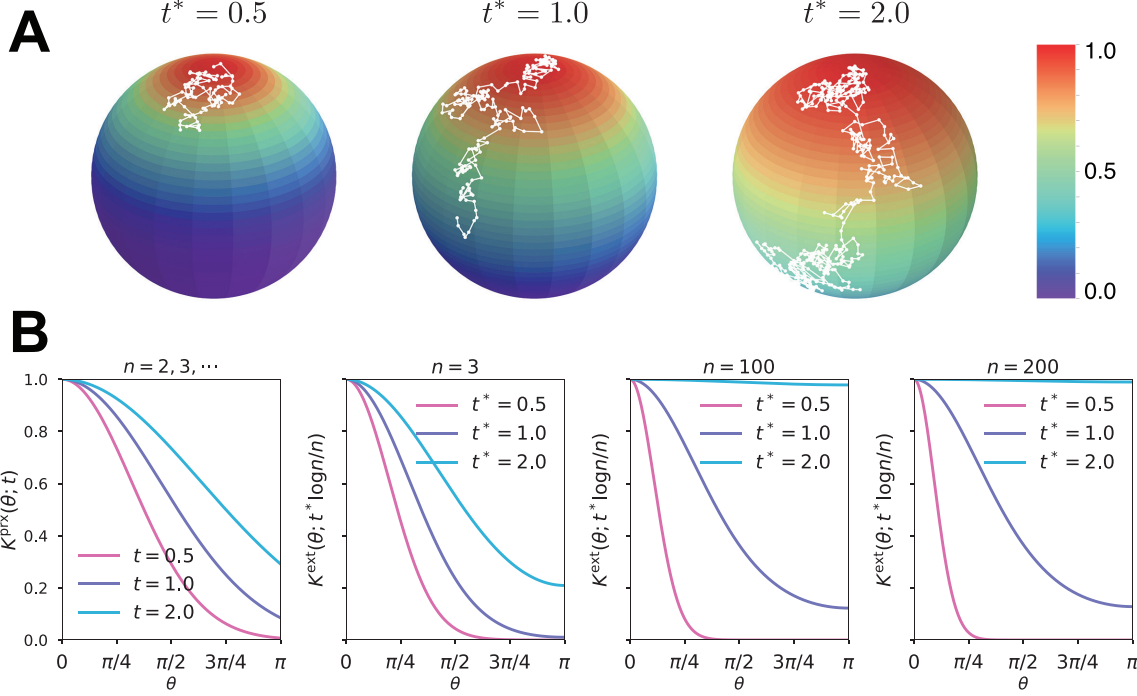 A
t* = 0.5
t* = 1.0
t* = 2.0
1.0
0.5
0.0
B
n = 2, 3, ⋯
K^prx(θ; t)
1.0
0.8
0.6
0.4
0.2
0.0
t = 0.5
t = 1.0
t = 2.0
0 π/4 π/2 3π/4 π
θ
n = 3
K^ext(θ; t* logn/n)
t* = 0.5
t* = 1.0
t* = 2.0
0 π/4 π/2 3π/4 π
θ
n = 100
K^ext(θ; t* logn/n)
t* = 0.5
t* = 1.0
t* = 2.0
0 π/4 π/2 3π/4 π
θ
n = 200
K^ext(θ; t* logn/n)
t* = 0.5
t* = 1.0
t* = 2.0
0 π/4 π/2 3π/4 π
θ